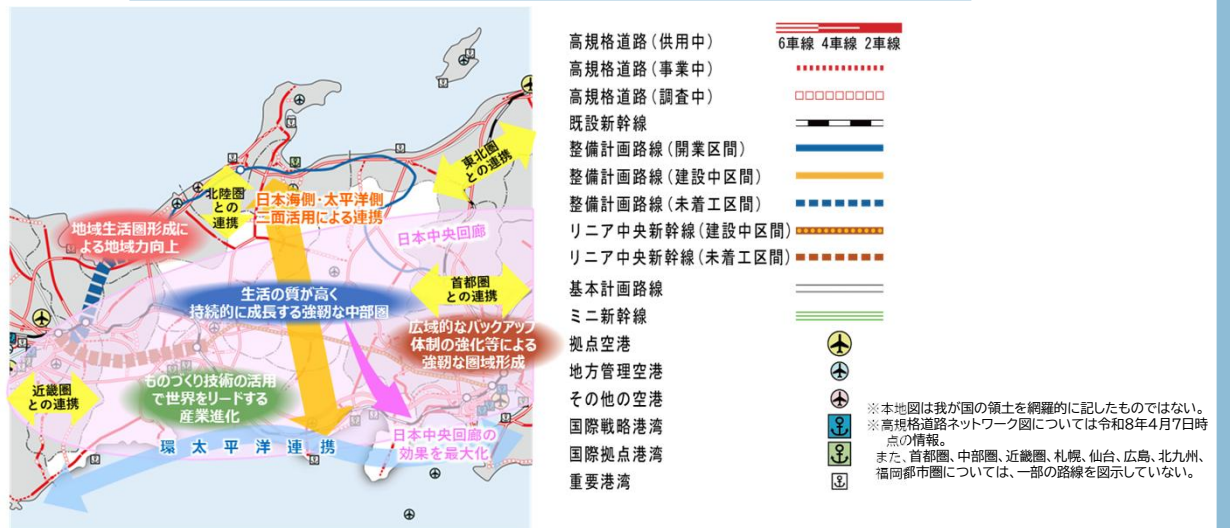 東北圏
との連携
北陸圏
との
連携
日本海側・太平洋側
二面活用による連携
地域生活圏形成に
よる地域力向上
日本中央回廊
首都圏
との連携
生活の質が高く
持続的に成長する強靭な中部圏
広域的なバックアップ
体制の強化等による
強靭な圏域形成
ものづくり技術の活用
で世界をリードする
産業進化
近畿圏
との連携
環太平洋連携
日本中央回廊の
効果を最大化
高規格道路(供用中)
6車線 4車線 2車線
高規格道路(事業中)
高規格道路(調査中)
既設新幹線
整備計画路線(開業区間)
整備計画路線(建設中区間)
整備計画路線(未着工区間)
リニア中央新幹線(建設中区間)
リニア中央新幹線(未着工区間)
基本計画路線
ミニ新幹線
拠点空港
地方管理空港
その他の空港
国際戦略港湾
国際拠点港湾
重要港湾
※本地図は我が国の領土を網羅的に記したものではない。
※高規格道路ネットワーク図については令和8年4月7日時
点の情報。
また、首都圏、中部圏、近畿圏、札幌、仙台、広島、北九州、
福岡都市圏については、一部の路線を図示していない。